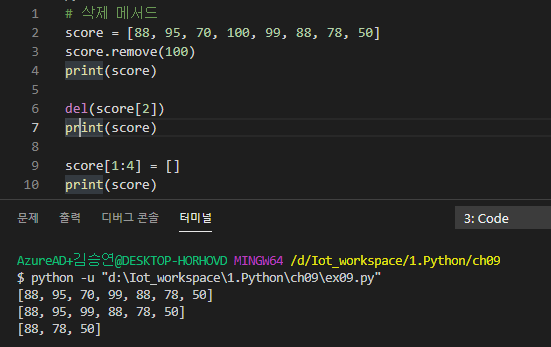 1
2 # 삭제 메서드
score = [88, 95, 70, 100, 99, 88, 78, 50]
3 score.remove(100)
4 print(score)
5
6 del(score[2])
7 print(score)
8
9 score[1:4] = []
10 print(score)
문제 출력 디버그 콘솔 터미널 3: Code
AzureAD+김승연@DESKTOP-HORHOVD MINGW64 /d/Iot_workspace/1.Python/ch09
$ python -u "d:\Iot_workspace\1.Python\ch09\ex09.py"
[88, 95, 70, 99, 88, 78, 50]
[88, 95, 99, 88, 78, 50]
[88, 78, 50]